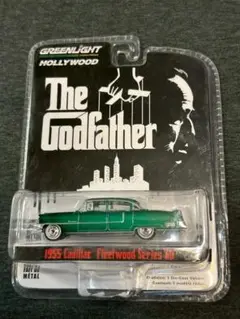 GREENLIGHT
HOLLYWOOD
The
Godfather
1955 Cadillac Fleetwood Series 60
METAL